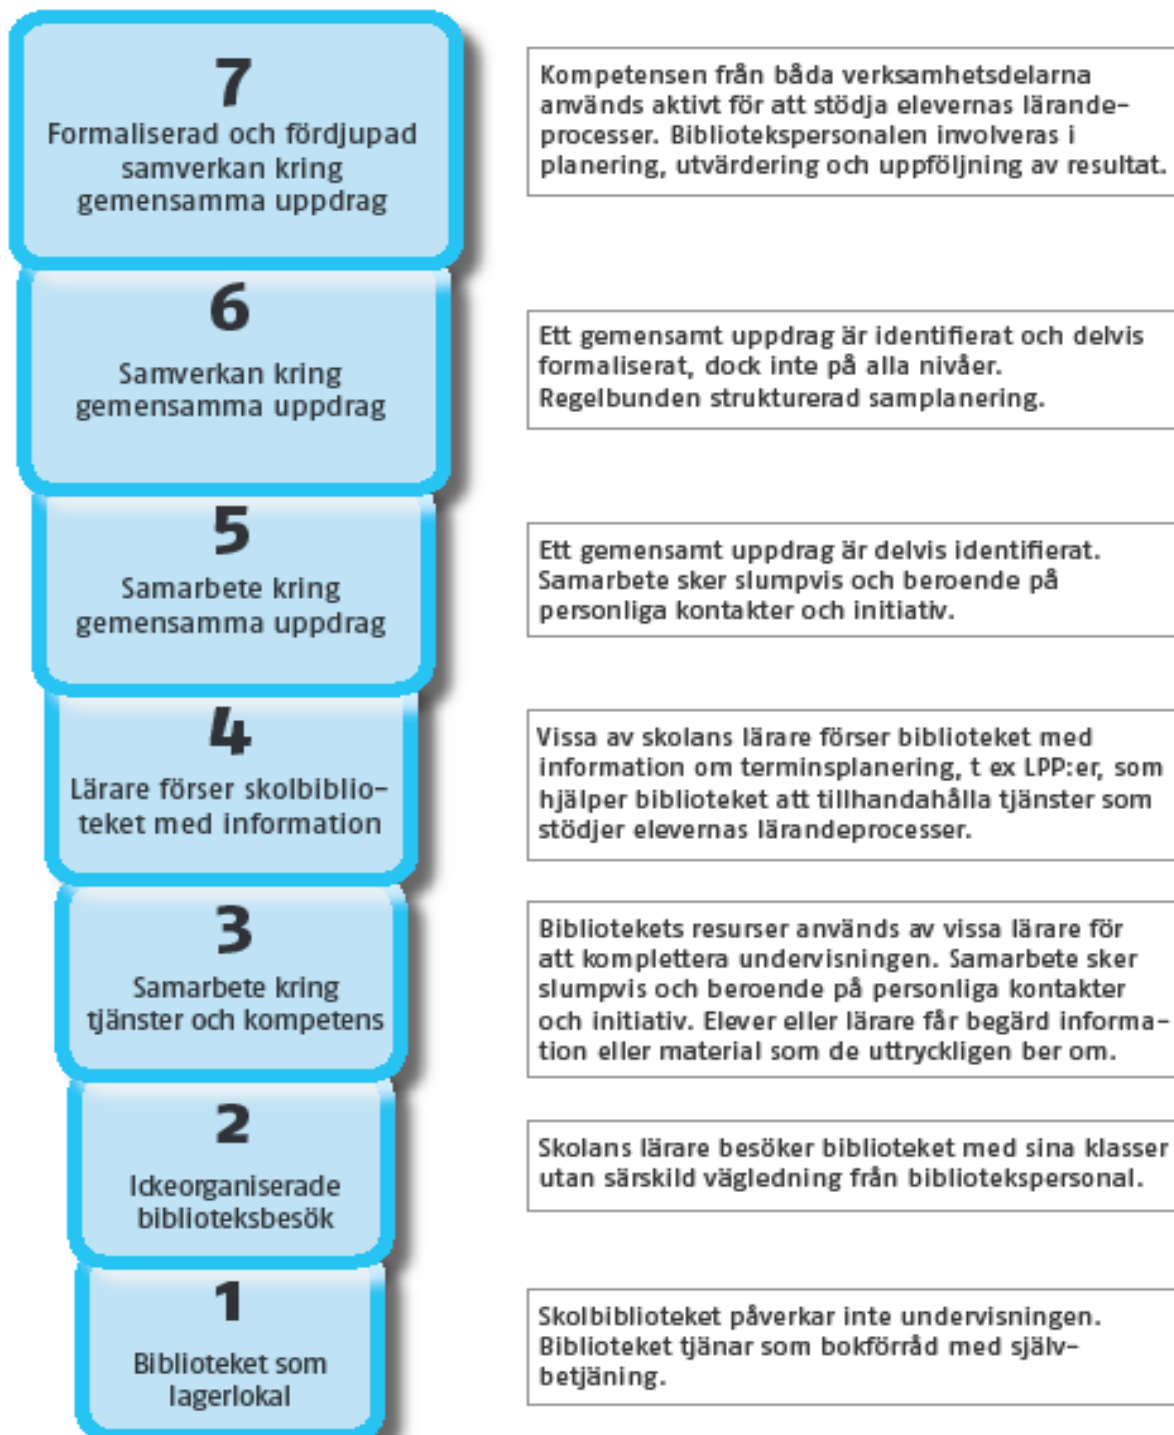 7
Formaliserad och fördjupad
samverkan kring
gemensamma uppdrag
Kompetensen från båda verksamhetsdelarna
används aktivt för att stödja elevernas lärande-
processer. Bibliotekspersonalen involveras i
planering, utvärdering och uppföljning av resultat.
6
Samverkan kring
gemensamma uppdrag
Ett gemensamt uppdrag är identifierat och delvis
formaliserat, dock inte på alla nivåer.
Regelbunden strukturerad samplanering.
5
Samarbete kring
gemensamma uppdrag
Ett gemensamt uppdrag är delvis identifierat.
Samarbete sker slumpvis och beroende på
personliga kontakter och initiativ.
4
Lärare förser skolbiblio-
teket med information
Vissa av skolans lärare förser biblioteket med
information om terminsplanering, t ex LPP:er, som
hjälper biblioteket att tillhandahålla tjänster som
stödjer elevernas lärandeprocesser.
3
Samarbete kring
tjänster och kompetens
Bibliotekets resurser används av vissa lärare för
att komplettera undervisningen. Samarbete sker
slumpvis och beroende på personliga kontakter
och initiativ. Elever eller lärare får begärd informa-
tion eller material som de uttryckligen ber om.
2
Ickeorganiserade
biblioteksbesök
Skolans lärare besöker biblioteket med sina klasser
utan särskild vägledning från bibliotekspersonal.
1
Biblioteket som
lagerlokal
Skolbiblioteket påverkar inte undervisningen.
Biblioteket tjänar som bokförråd med själv-
betjäning.